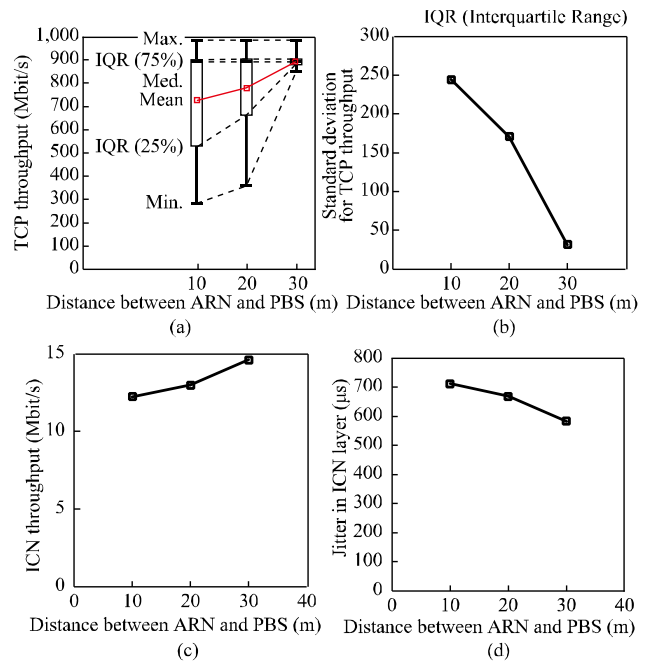 IQR (Interquartile Range)
1,000
900
800
700
600
500
400
300
200
100
0
TCP throughput (Mbit/s)
Max.
IQR (75%)
Med.
Mean
IQR (25%)
Min.
10
20
30
Distance between ARN and PBS (m)
(a)
300
250
200
150
100
50
0
Standard deviation
for TCP throughput
10
20
30
Distance between ARN and PBS (m)
(b)
15
10
5
0
ICN throughput (Mbit/s)
0
10
20
30
40
Distance between ARN and PBS (m)
(c)
800
700
600
500
400
300
200
100
0
Jitter in ICN layer (μs)
0
10
20
30
40
Distance between ARN and PBS (m)
(d)